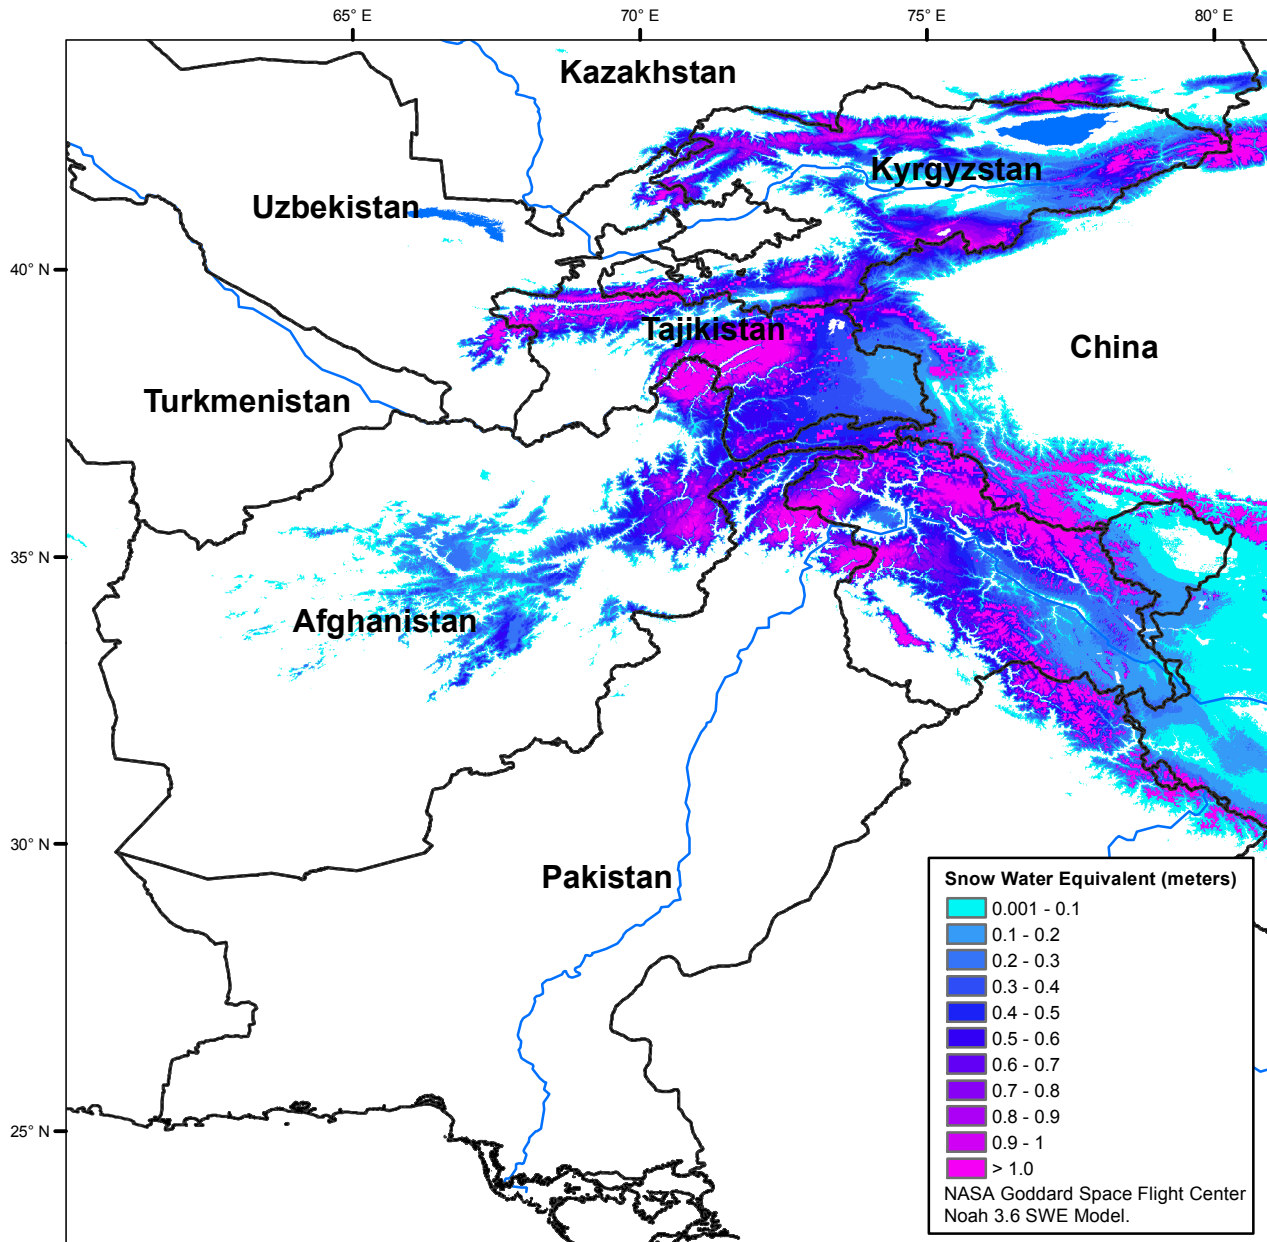 65° E
70° E
75° E
80° E
Kazakhstan
Kyrgyzstan
Uzbekistan
40° N
Tajikistan
China
Turkmenistan
35° N
Afghanistan
30° N
Pakistan
25° N
Snow Water Equivalent (meters)
0.001 - 0.1
0.1 - 0.2
0.2 - 0.3
0.3 - 0.4
0.4 - 0.5
0.5 - 0.6
0.6 - 0.7
0.7 - 0.8
0.8 - 0.9
0.9 - 1
> 1.0
NASA Goddard Space Flight Center
Noah 3.6 SWE Model.